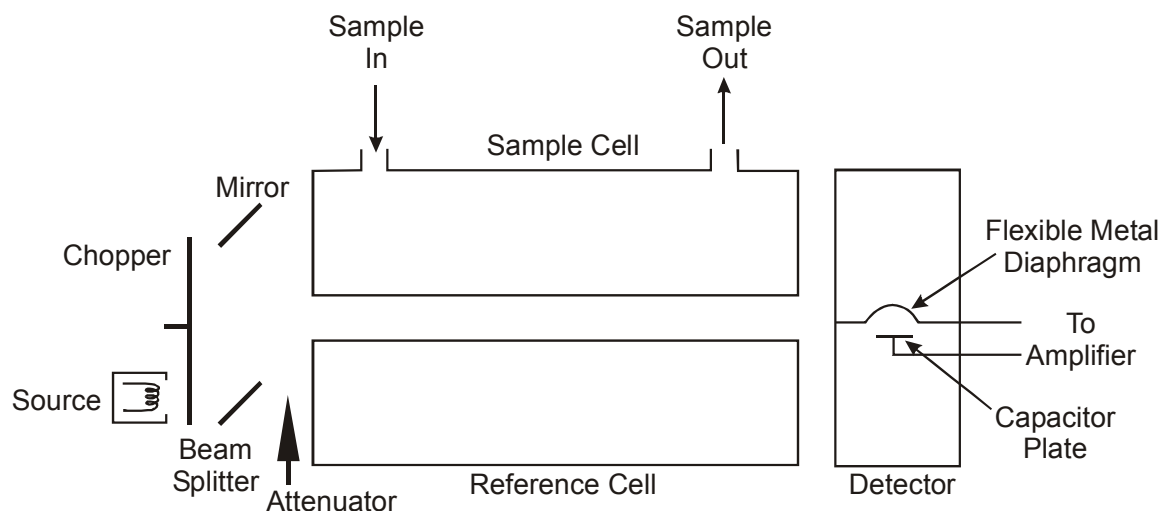 Sample
In
Sample
Out
Sample Cell
Mirror
Chopper
Flexible Metal
Diaphragm
To
Amplifier
Source
Capacitor
Plate
Beam
Splitter
Attenuator
Reference Cell
Detector